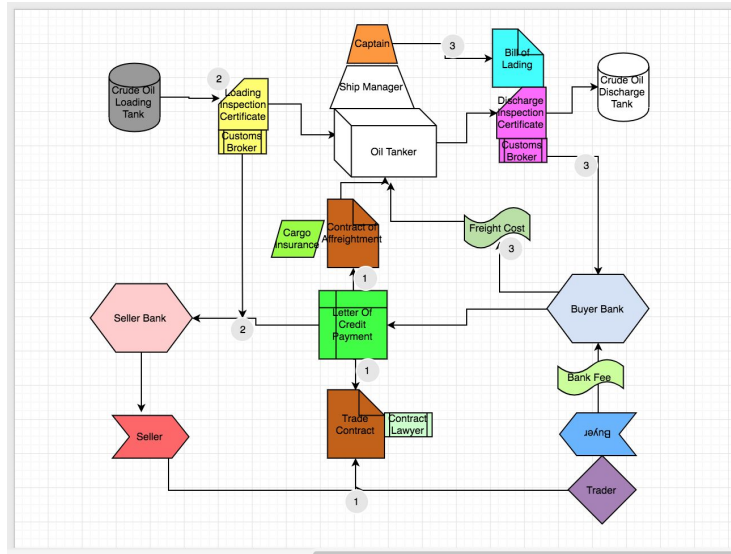 Captain
3
Bill of
Lading
Crude Oil
Loading
Tank
2
Loading
Inspection
Certificate
Customs
Broker
Ship Manager
Oil Tanker
Discharge
Inspection
Certificate
Customs
Broker
Crude Oil
Discharge
Tank
3
Cargo
Insurance
Contract of
Affreightment
Freight Cost
3
1
Seller Bank
2
Letter Of
Credit
Payment
Buyer Bank
1
Bank Fee
Seller
Trade
Contract
Contract
Lawyer
Buyer
Trader
1